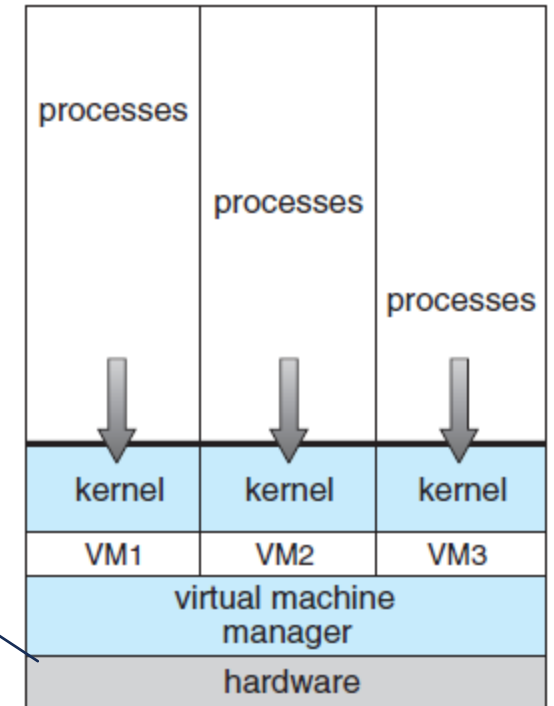 processes
processes
processes
kernel kernel kernel
VM1 VM2 VM3
virtual machine
manager
hardware